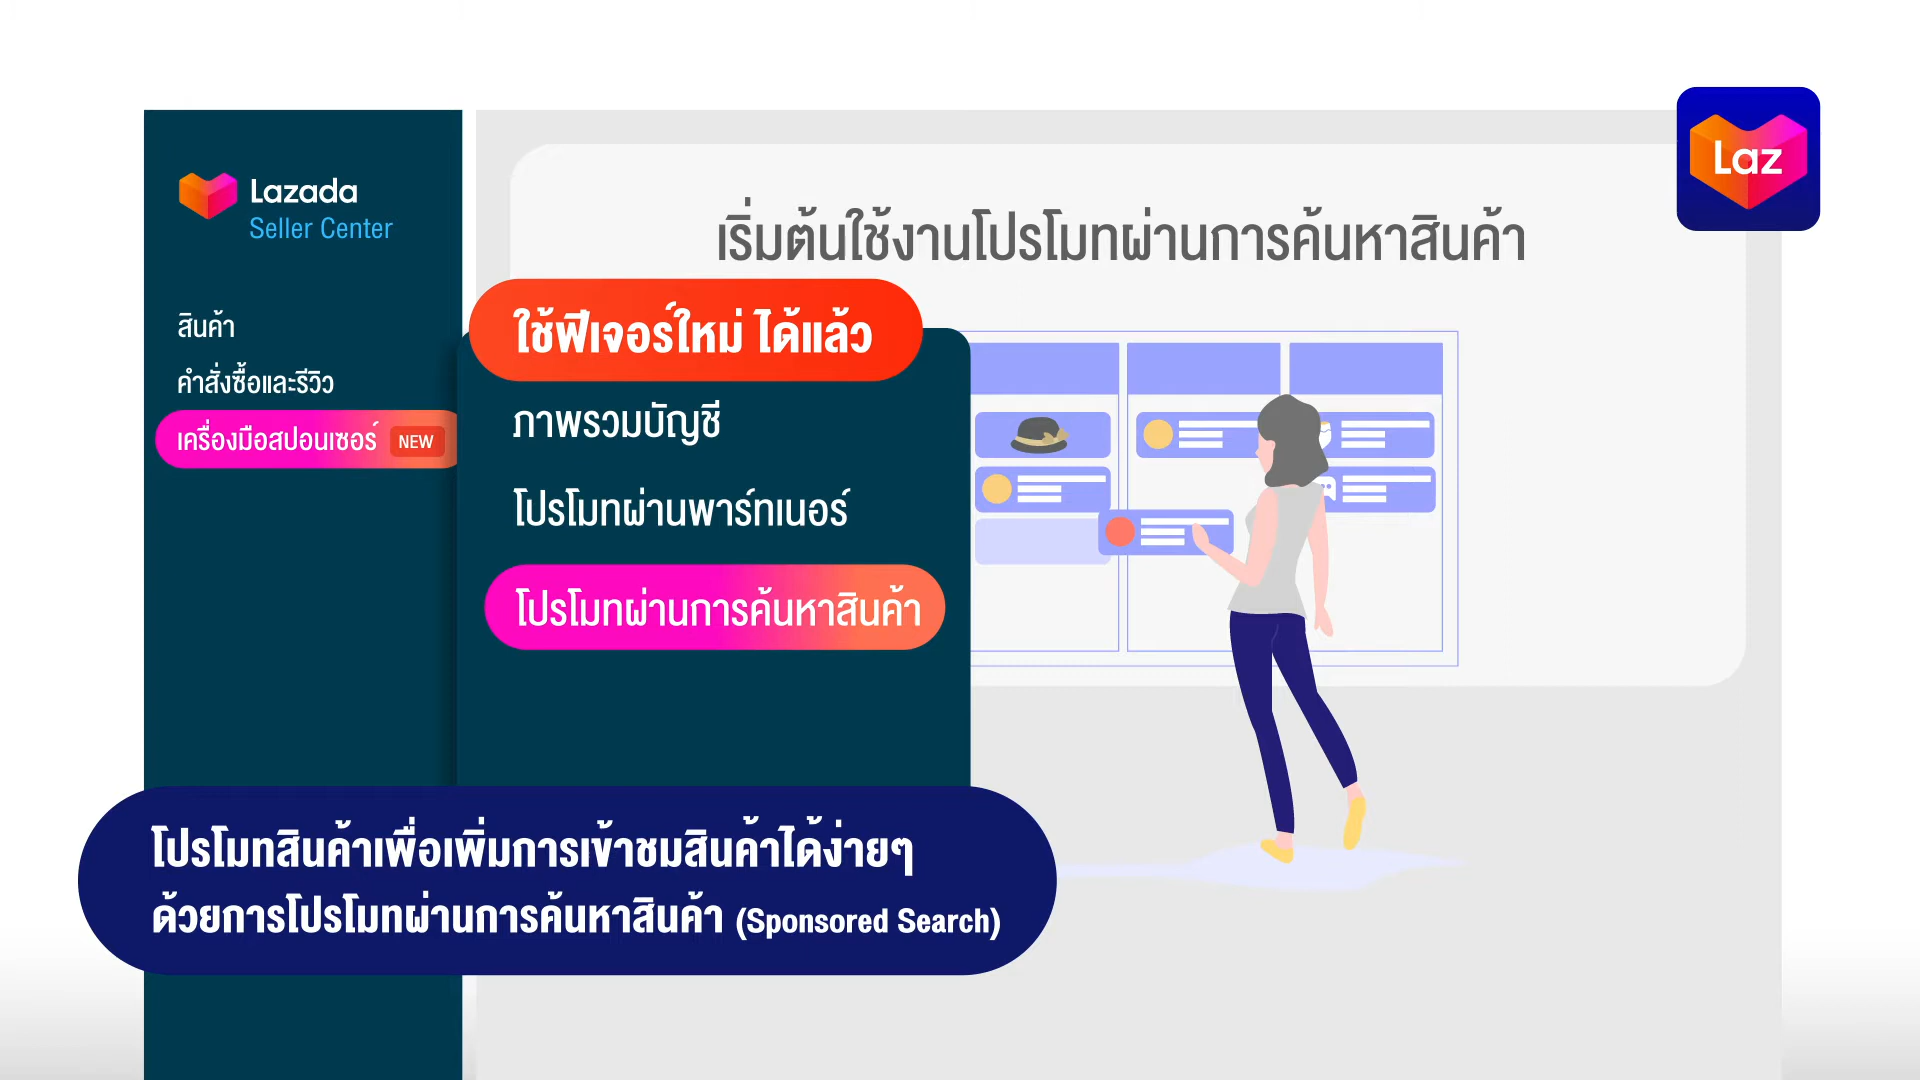 Laz
Lazada
Seller Center
สินค้า
คำสั่งซื้อและรีวิว
เครื่องมือสปอนเซอร์ NEW
เริ่มต้นใช้งานโปรโมทผ่านการค้นหาสินค้า
ใช้ฟีเจอร์ใหม่ ได้แล้ว
ภาพรวมบัญชี
โปรโมทผ่านพาร์ทเนอร์
โปรโมทผ่านการค้นหาสินค้า
โปรโมทสินค้าเพื่อเพิ่มการเข้าชมสินค้าได้ง่ายๆ
ด้วยการโปรโมทผ่านการค้นหาสินค้า (Sponsored Search)